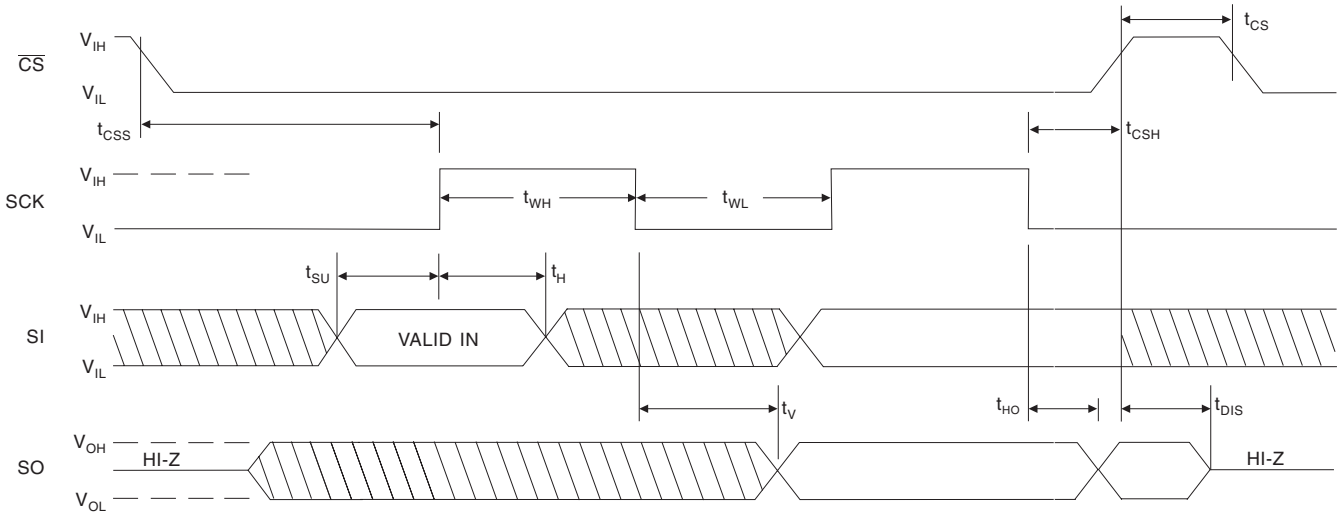 t_CS
V_IH
C̅S̅
V_IL
t_CSS
t_CSH
V_IH
SCK
t_WH
t_WL
V_IL
t_SU
t_H
V_IH
SI
VALID IN
V_IL
t_V
t_HO
t_DIS
V_OH
SO
HI-Z
HI-Z
V_OL